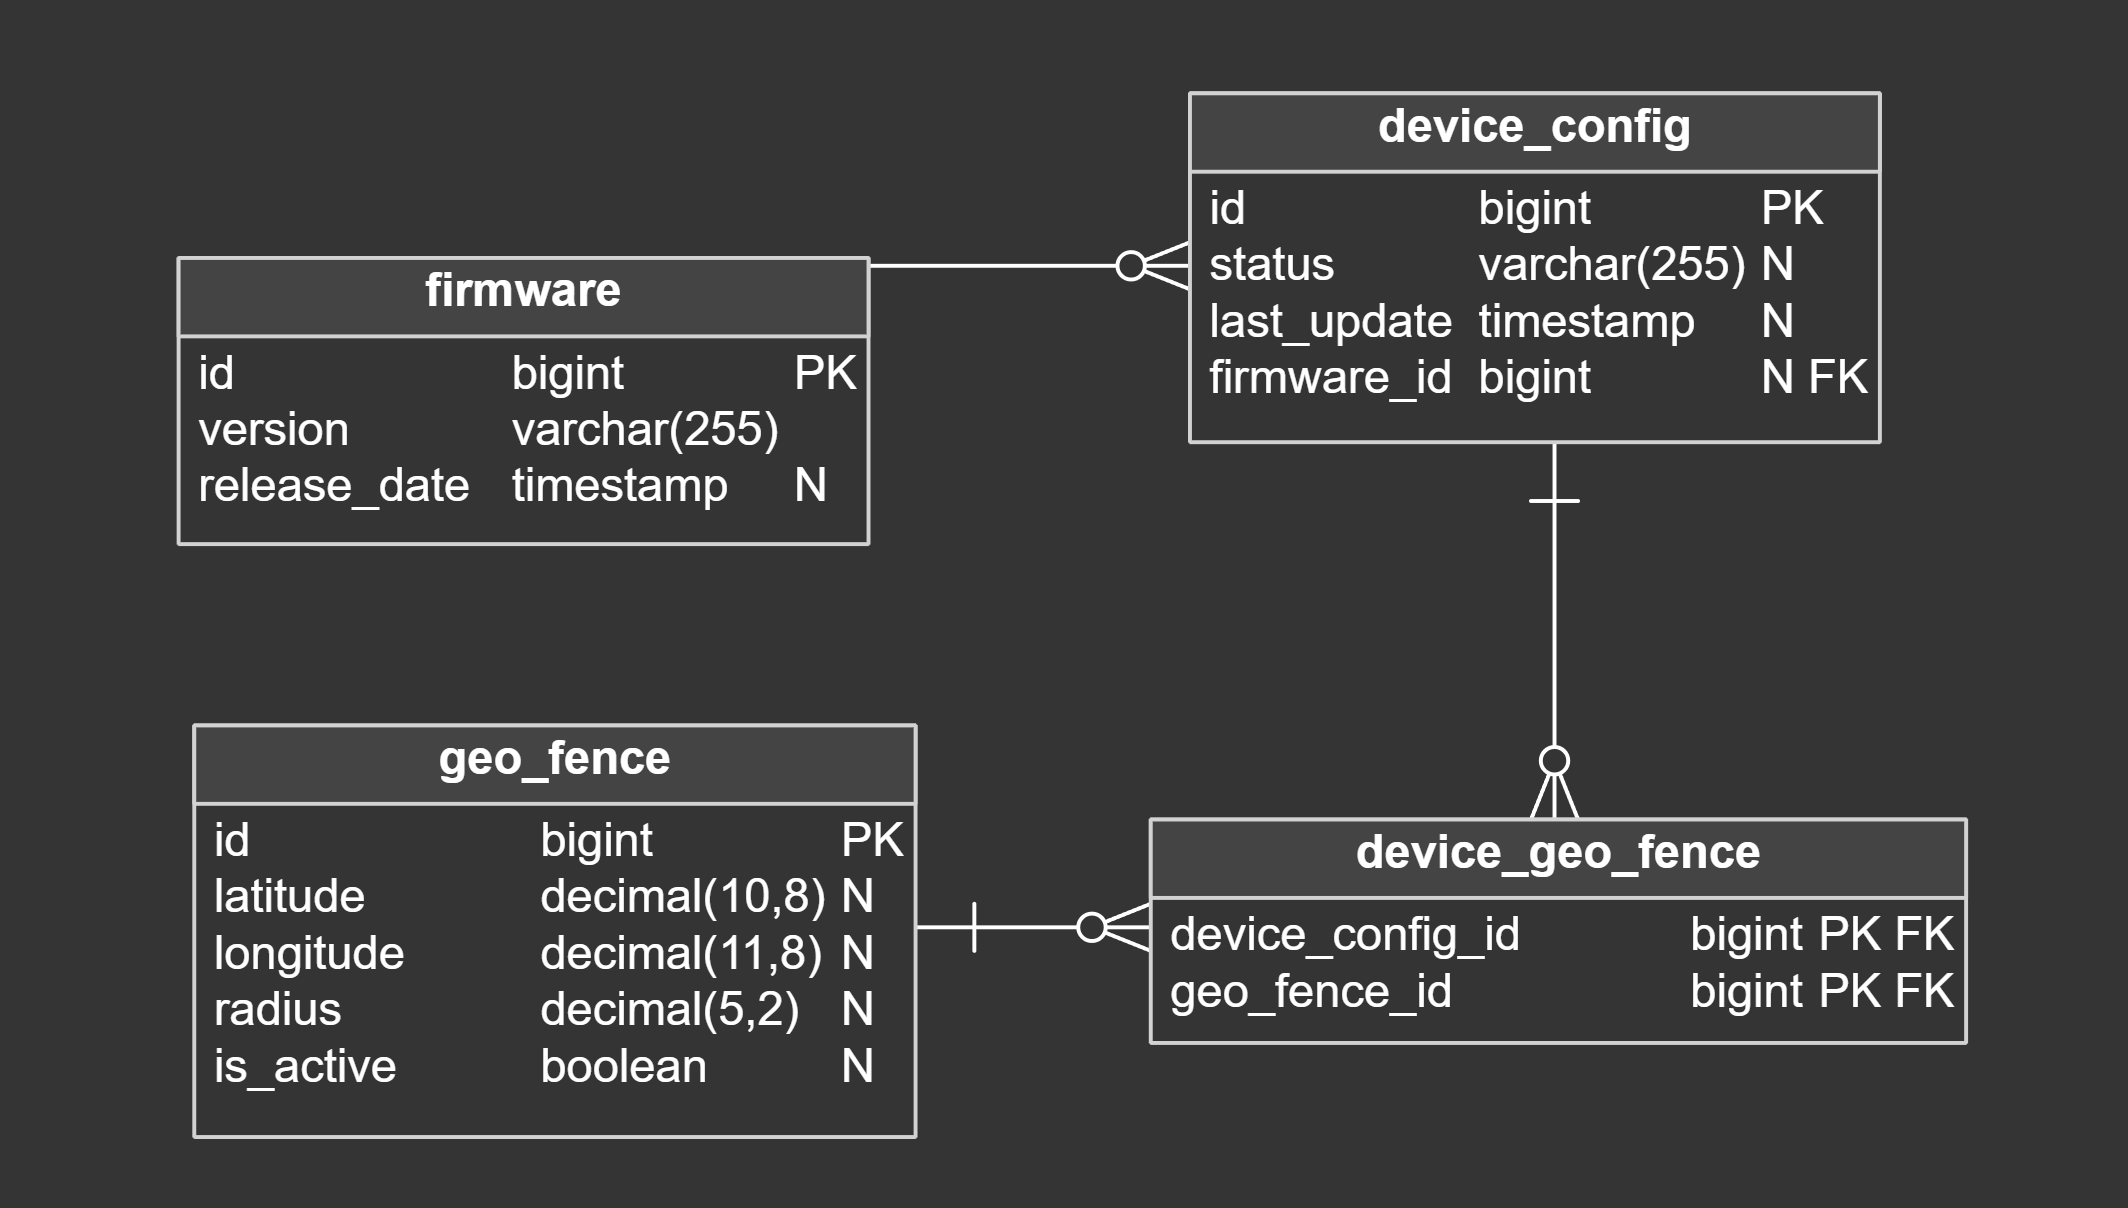 device_config
id bigint PK
status varchar(255) N
last_update timestamp N
firmware_id bigint N FK
firmware
id bigint PK
version varchar(255)
release_date timestamp N
geo_fence
id bigint PK
latitude decimal(10,8) N
longitude decimal(11,8) N
radius decimal(5,2) N
is_active boolean N
device_geo_fence
device_config_id bigint PK FK
geo_fence_id bigint PK FK